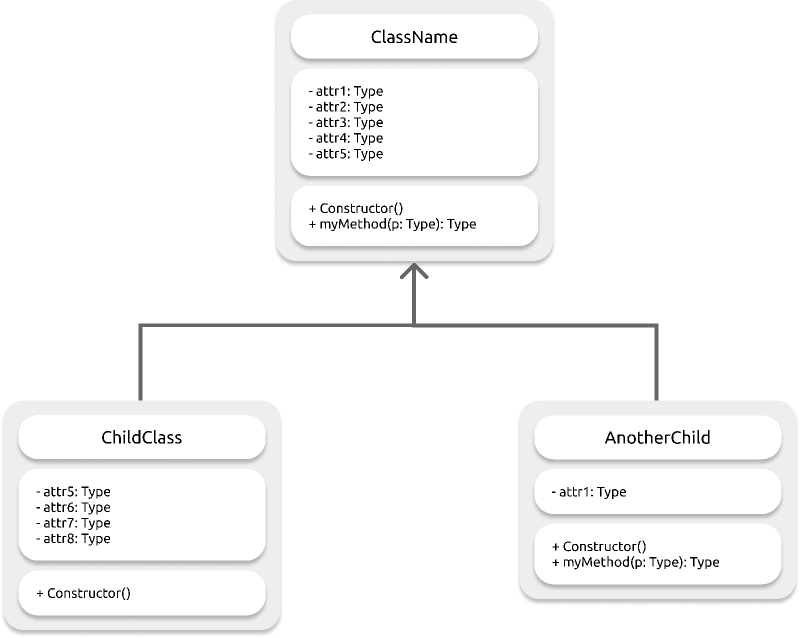 ClassName
- attr1: Type
- attr2: Type
- attr3: Type
- attr4: Type
- attr5: Type
+ Constructor()
+ myMethod(p: Type): Type
ChildClass
- attr5: Type
- attr6: Type
- attr7: Type
- attr8: Type
+ Constructor()
AnotherChild
- attr1: Type
+ Constructor()
+ myMethod(p: Type): Type